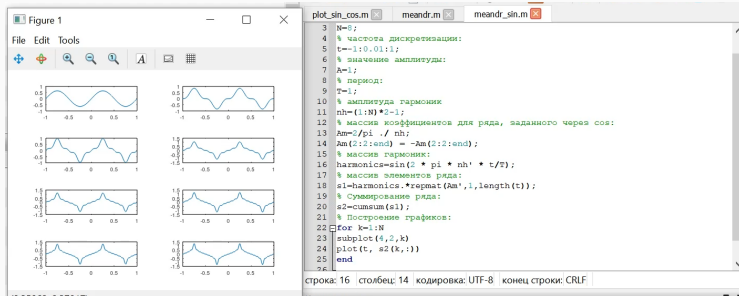 Figure 1
File Edit Tools
plot_sin_cos.m meandr.m meandr_sin.m
3 N=8;
4 % частота дискретизации:
5 t=-1:0.01:1;
6 % значение амплитуды:
7 A=1;
8 % период:
9 T=1;
10 % амплитуда гармоник
11 nh=(1:N)*2-1;
12 % массив коэффициентов для ряда, заданного через cos:
13 Am=2/pi ./ nh;
14 Am(2:2:end) = -Am(2:2:end);
15 % массив гармоник:
16 harmonics=sin(2 * pi * nh' * t/T);
17 % массив элементов ряда:
18 s1=harmonics.*repmat(Am',1,length(t));
19 % Суммирование ряда:
20 s2=cumsum(s1);
21 % Построение графиков:
22 for k=1:N
23 subplot(4,2,k)
24 plot(t, s2(k,:))
25 end
26
строка: 16 столбец: 14 кодировка: UTF-8 конец строки: CRLF